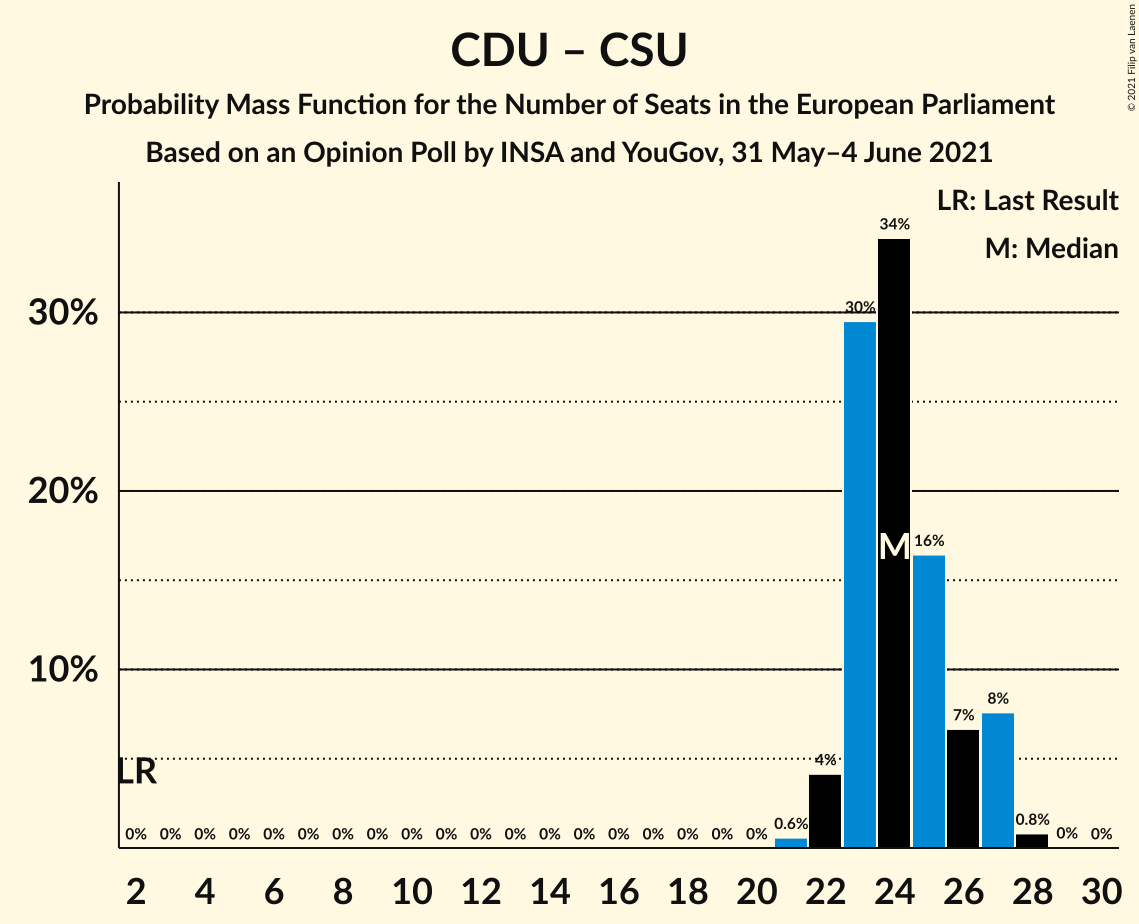 CDU – CSU
Probability Mass Function for the Number of Seats in the European Parliament
Based on an Opinion Poll by INSA and YouGov, 31 May–4 June 2021
© 2021 Filip van Laenen
LR: Last Result
M: Median
34%
30%
30%
20%
M
16%
10%
8%
7%
4%
LR
0% 0% 0% 0% 0% 0% 0% 0% 0% 0% 0% 0% 0% 0% 0% 0% 0% 0% 0% 0.6% 0.8% 0% 0%
2 4 6 8 10 12 14 16 18 20 22 24 26 28 30